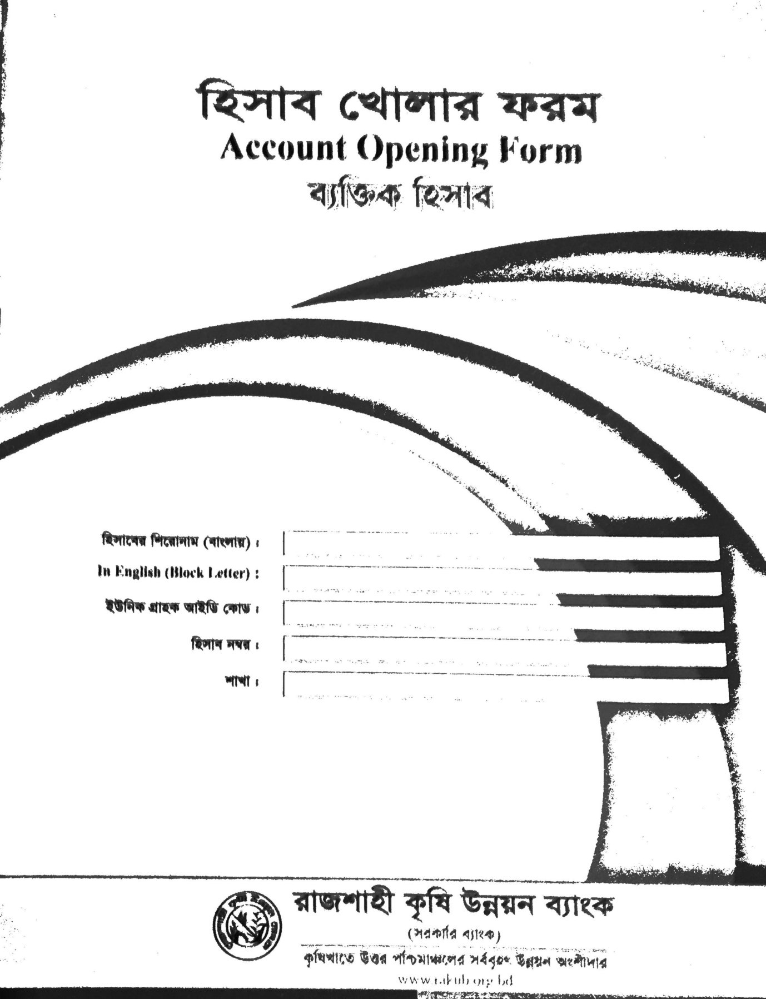 হিসাব খোলার ফরম
Account Opening Form
ব্যক্তিক হিসাব
হিসাবের শিরোনাম (বাংলায়) :
In English (Block Letter) :
ইউনিক গ্রাহক আইডি কোড :
হিসাব নম্বর :
শাখা :
রাজশাহী কৃষি উন্নয়ন ব্যাংক
(সরকারি ব্যাংক)
কৃষিখাতে উত্তর পশ্চিমাঞ্চলের সর্ববৃহৎ উন্নয়ন অংশীদার
www.rakub.org.bd